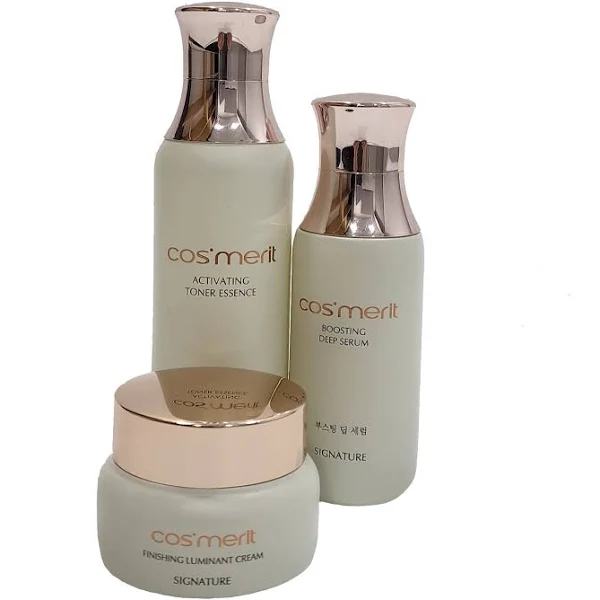 cos'merit
ACTIVATING
TONER ESSENCE
cos'merit
BOOSTING
DEEP SERUM
부스팅 딥 세럼
SIGNATURE
cos'merit
FINISHING LUMINANT CREAM
SIGNATURE